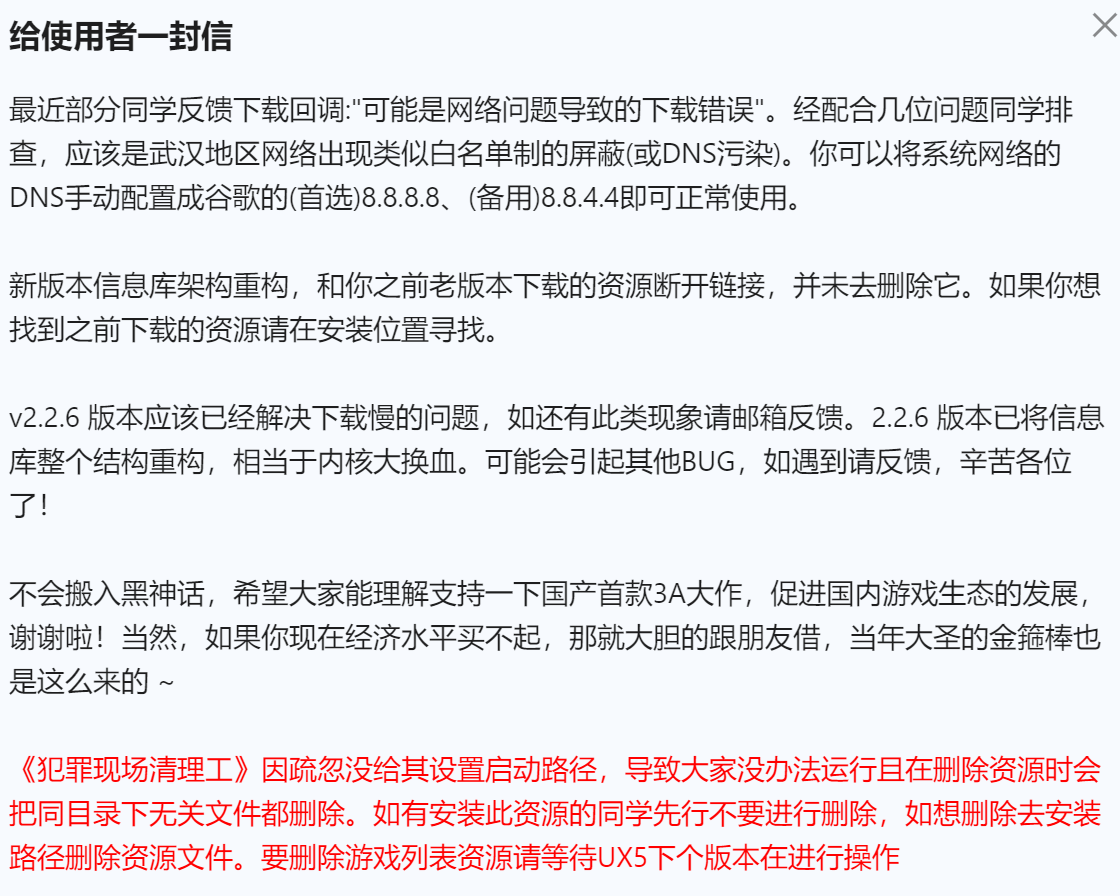 给使用者一封信
最近部分同学反馈下载回调:"可能是网络问题导致的下载错误"。经配合几位问题同学排
查，应该是武汉地区网络出现类似白名单制的屏蔽(或DNS污染)。你可以将系统网络的
DNS手动配置成谷歌的(首选)8.8.8.8、(备用)8.8.4.4即可正常使用。
新版本信息库架构重构，和你之前老版本下载的资源断开链接，并未去删除它。如果你想
找到之前下载的资源请在安装位置寻找。
v2.2.6 版本应该已经解决下载慢的问题，如还有此类现象请邮箱反馈。2.2.6 版本已将信息
库整个结构重构，相当于内核大换血。可能会引起其他BUG，如遇到请反馈，辛苦各位
了！
不会搬入黑神话，希望大家能理解支持一下国产首款3A大作，促进国内游戏生态的发展，
谢谢啦！当然，如果你现在经济水平买不起，那就大胆的跟朋友借，当年大圣的金箍棒也
是这么来的 ~
《犯罪现场清理工》因疏忽没给其设置启动路径，导致大家没办法运行且在删除资源时会
把同目录下无关文件都删除。如有安装此资源的同学先行不要进行删除，如想删除去安装
路径删除资源文件。要删除游戏列表资源请等待UX5下个版本在进行操作